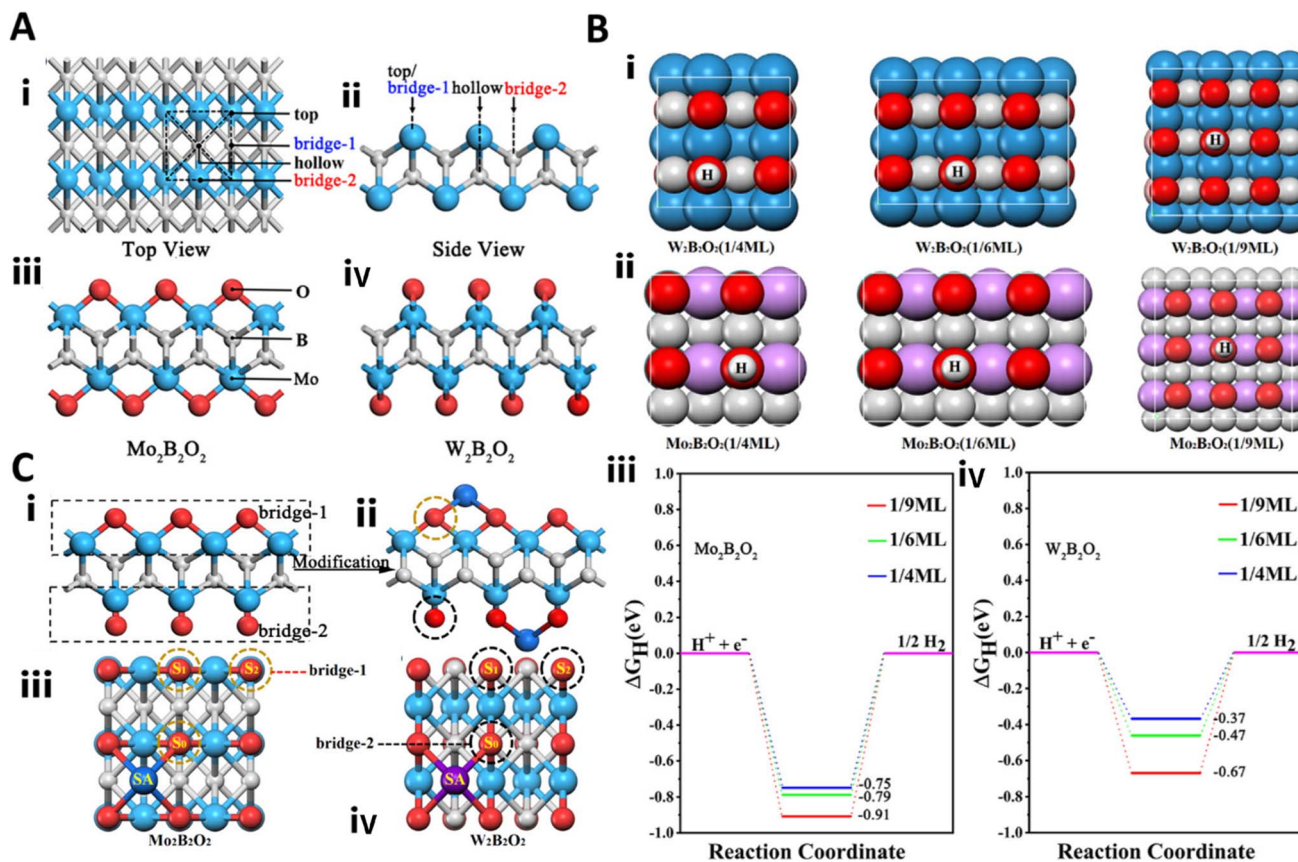 A
i
top
bridge-1
hollow
bridge-2
Top View
ii
top/
bridge-1
hollow
bridge-2
Side View
iii
O
B
Mo
Mo₂B₂O₂
iv
W₂B₂O₂
B
i
H
W₂B₂O₂(1/4ML)
H
W₂B₂O₂(1/6ML)
H
W₂B₂O₂(1/9ML)
ii
H
Mo₂B₂O₂(1/4ML)
H
Mo₂B₂O₂(1/6ML)
H
Mo₂B₂O₂(1/9ML)
iii
ΔG_H(eV)
1.0
0.8
0.6
0.4
0.2
0.0
-0.2
-0.4
-0.6
-0.8
-1.0
1/9ML
1/6ML
1/4ML
Mo₂B₂O₂
H⁺ + e⁻
1/2 H₂
-0.75
-0.79
-0.91
Reaction Coordinate
iv
ΔG_H(eV)
1.0
0.8
0.6
0.4
0.2
0.0
-0.2
-0.4
-0.6
-0.8
-1.0
1/9ML
1/6ML
1/4ML
W₂B₂O₂
H⁺ + e⁻
1/2 H₂
-0.37
-0.47
-0.67
Reaction Coordinate
C
i
bridge-1
bridge-2
Modification
ii
iii
S₁
S₂
bridge-1
S₀
SA
Mo₂B₂O₂
iv
S₁
S₂
bridge-2
S₀
SA
W₂B₂O₂